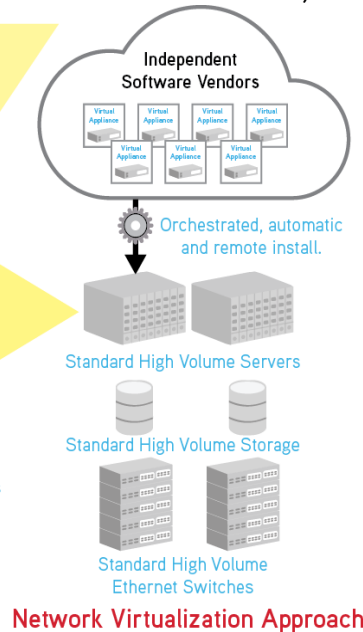 Independent
Software Vendors
Virtual
Appliance
Virtual
Appliance
Virtual
Appliance
Virtual
Appliance
Virtual
Appliance
Virtual
Appliance
Virtual
Appliance
Orchestrated, automatic
and remote install.
Standard High Volume Servers
Standard High Volume Storage
Standard High Volume
Ethernet Switches
Network Virtualization Approach